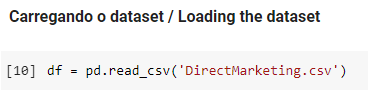 Carregando o dataset / Loading the dataset
[10] df = pd.read_csv('DirectMarketing.csv')